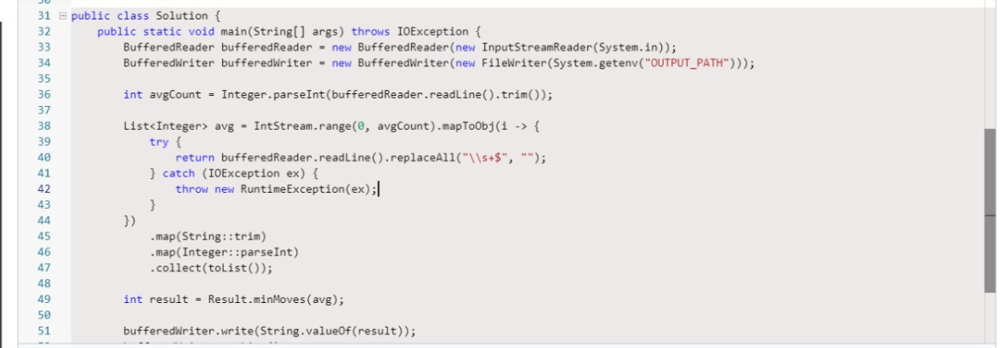 31 public class Solution {
32 public static void main(String[] args) throws IOException {
33 BufferedReader bufferedReader = new BufferedReader(new InputStreamReader(System.in));
34 BufferedWriter bufferedWriter = new BufferedWriter(new FileWriter(System.getenv("OUTPUT_PATH")));
35
36 int avgCount = Integer.parseInt(bufferedReader.readLine().trim());
37
38 List<Integer> avg = IntStream.range(0, avgCount).mapToObj(i -> {
39 try {
40 return bufferedReader.readLine().replaceAll("\\s+$", "");
41 } catch (IOException ex) {
42 throw new RuntimeException(ex);
43 }
44 })
45 .map(String::trim)
46 .map(Integer::parseInt)
47 .collect(toList());
48
49 int result = Result.minMoves(avg);
50
51 bufferedWriter.write(String.valueOf(result));